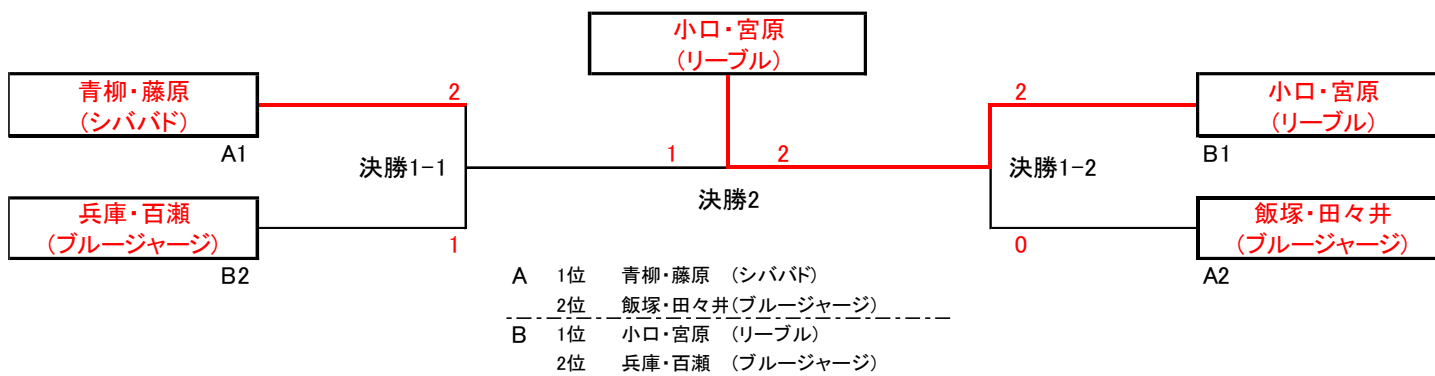 小口・宮原
(リーブル)
青柳・藤原
(シババド)
A1
2
2
小口・宮原
(リーブル)
B1
決勝1-1
1
2
決勝1-2
決勝2
兵庫・百瀬
(ブルージャージ)
B2
1
0
飯塚・田々井
(ブルージャージ)
A2
A 1位 青柳・藤原 (シババド)
2位 飯塚・田々井(ブルージャージ)
B 1位 小口・宮原 (リーブル)
2位 兵庫・百瀬 (ブルージャージ)